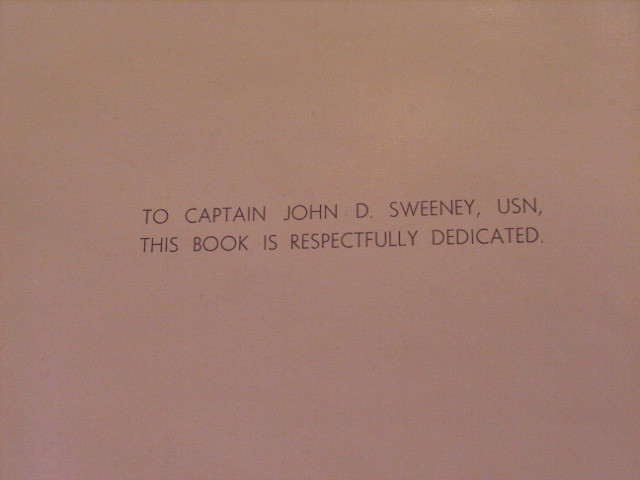 TO CAPTAIN JOHN D. SWEENEY, USN,
THIS BOOK IS RESPECTFULLY DEDICATED.